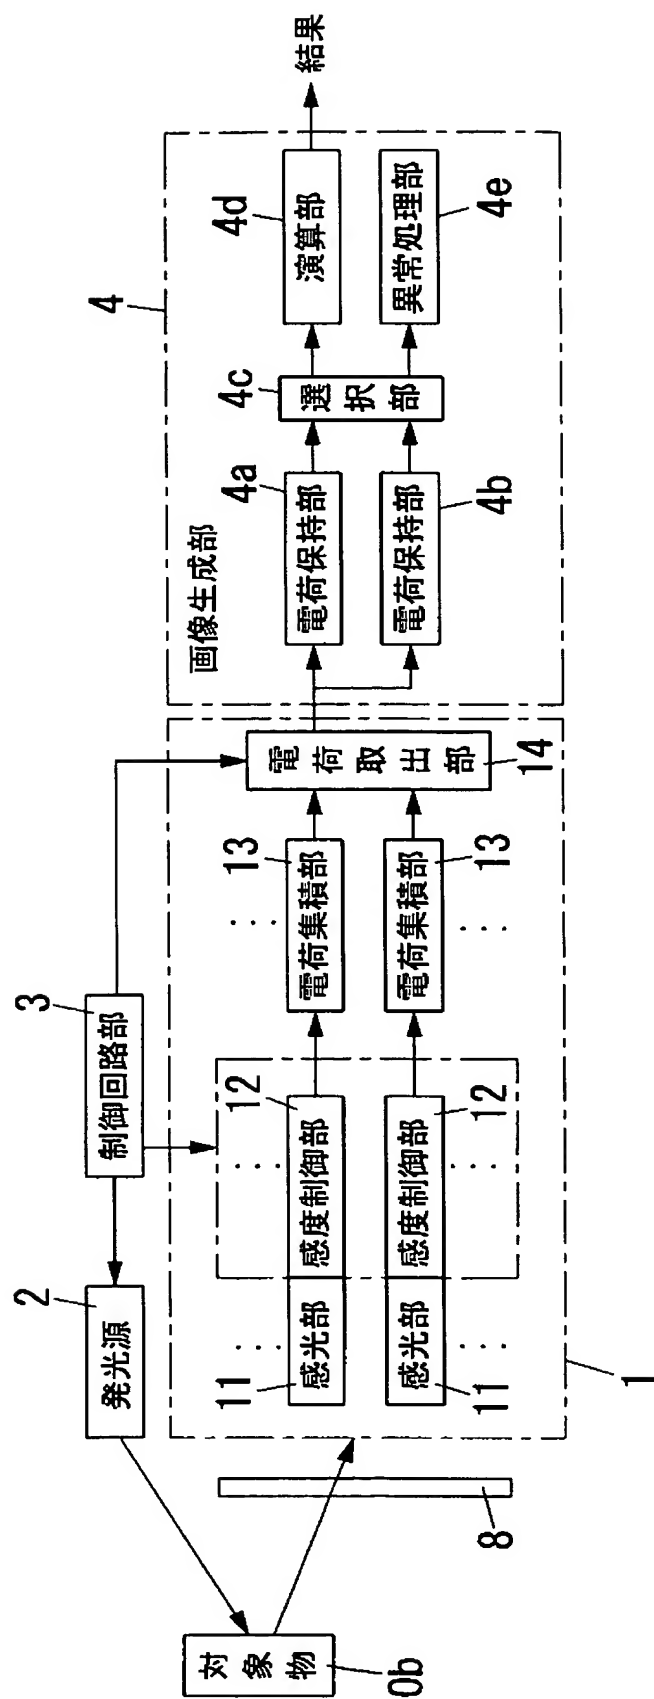 結果
4
画像生成部
4a
電荷保持部
4b
電荷保持部
4c
選択部
4d
演算部
4e
異常処理部
3
制御回路部
2
発光源
1
11
感光部
12
感度制御部
13
電荷集積部
14
電荷取出部
11
感光部
12
感度制御部
13
電荷集積部
8
対象物
Ob